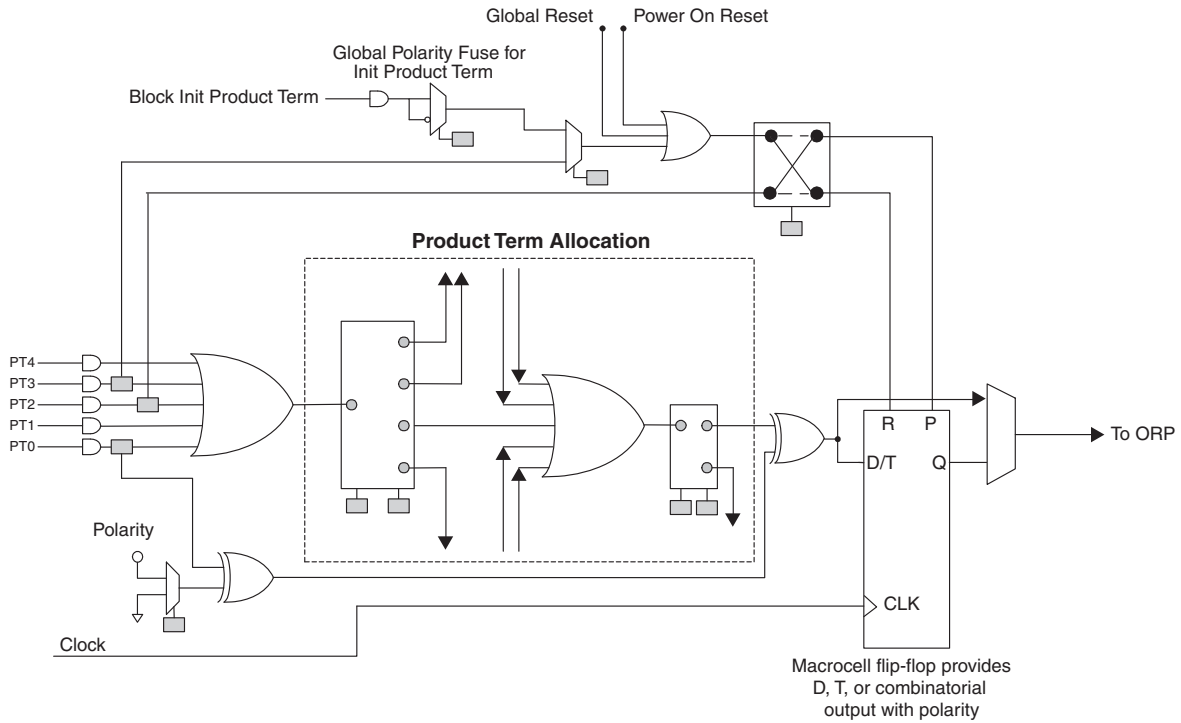 Global Reset
Power On Reset
Global Polarity Fuse for
Init Product Term
Block Init Product Term
Product Term Allocation
PT4
PT3
PT2
PT1
PT0
R
P
D/T
Q
To ORP
Polarity
CLK
Clock
Macrocell flip-flop provides
D, T, or combinatorial
output with polarity